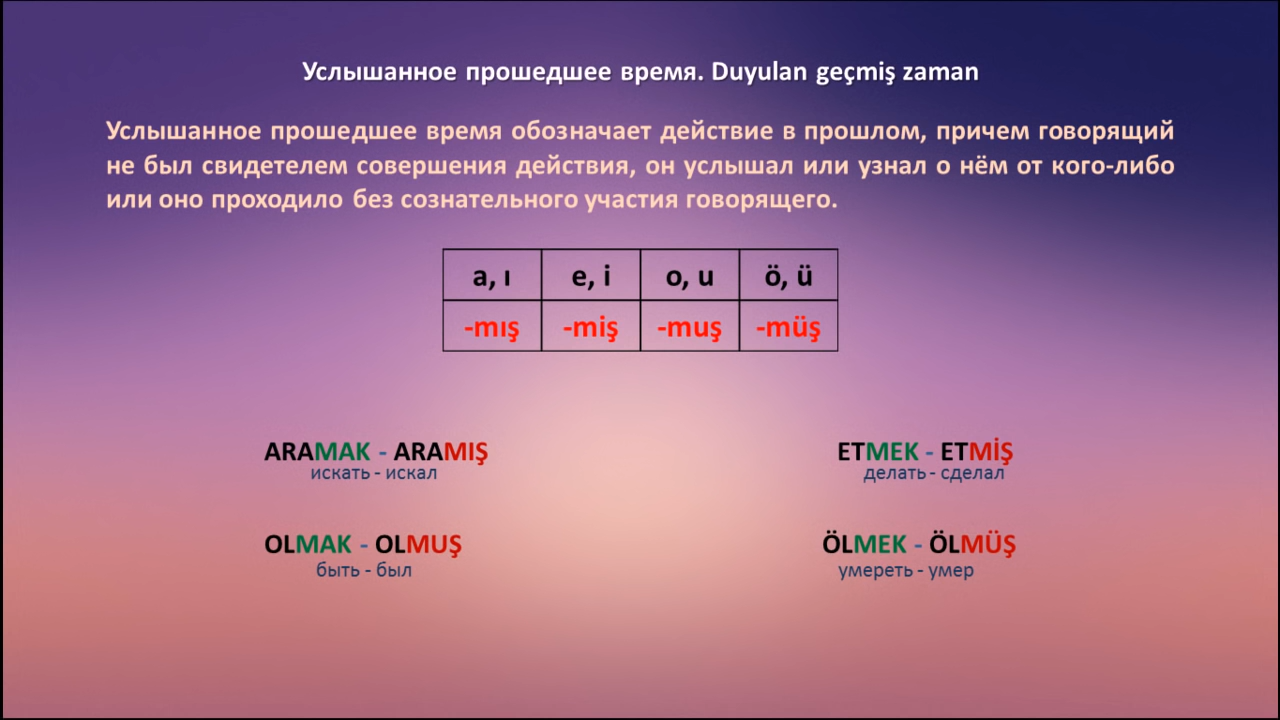 Услышанное прошедшее время. Duyulan geçmiş zaman
Услышанное прошедшее время обозначает действие в прошлом, причем говорящий
не был свидетелем совершения действия, он услышал или узнал о нём от кого-либо
или оно проходило без сознательного участия говорящего.
a, ı e, i o, u ö, ü
-mış -miş -muş -müş
ARAMAK - ARAMIŞ ETMEK - ETMİŞ
искать - искал делать - сделал
OLMAK - OLMUŞ ÖLMEK - ÖLMÜŞ
быть - был умереть - умер